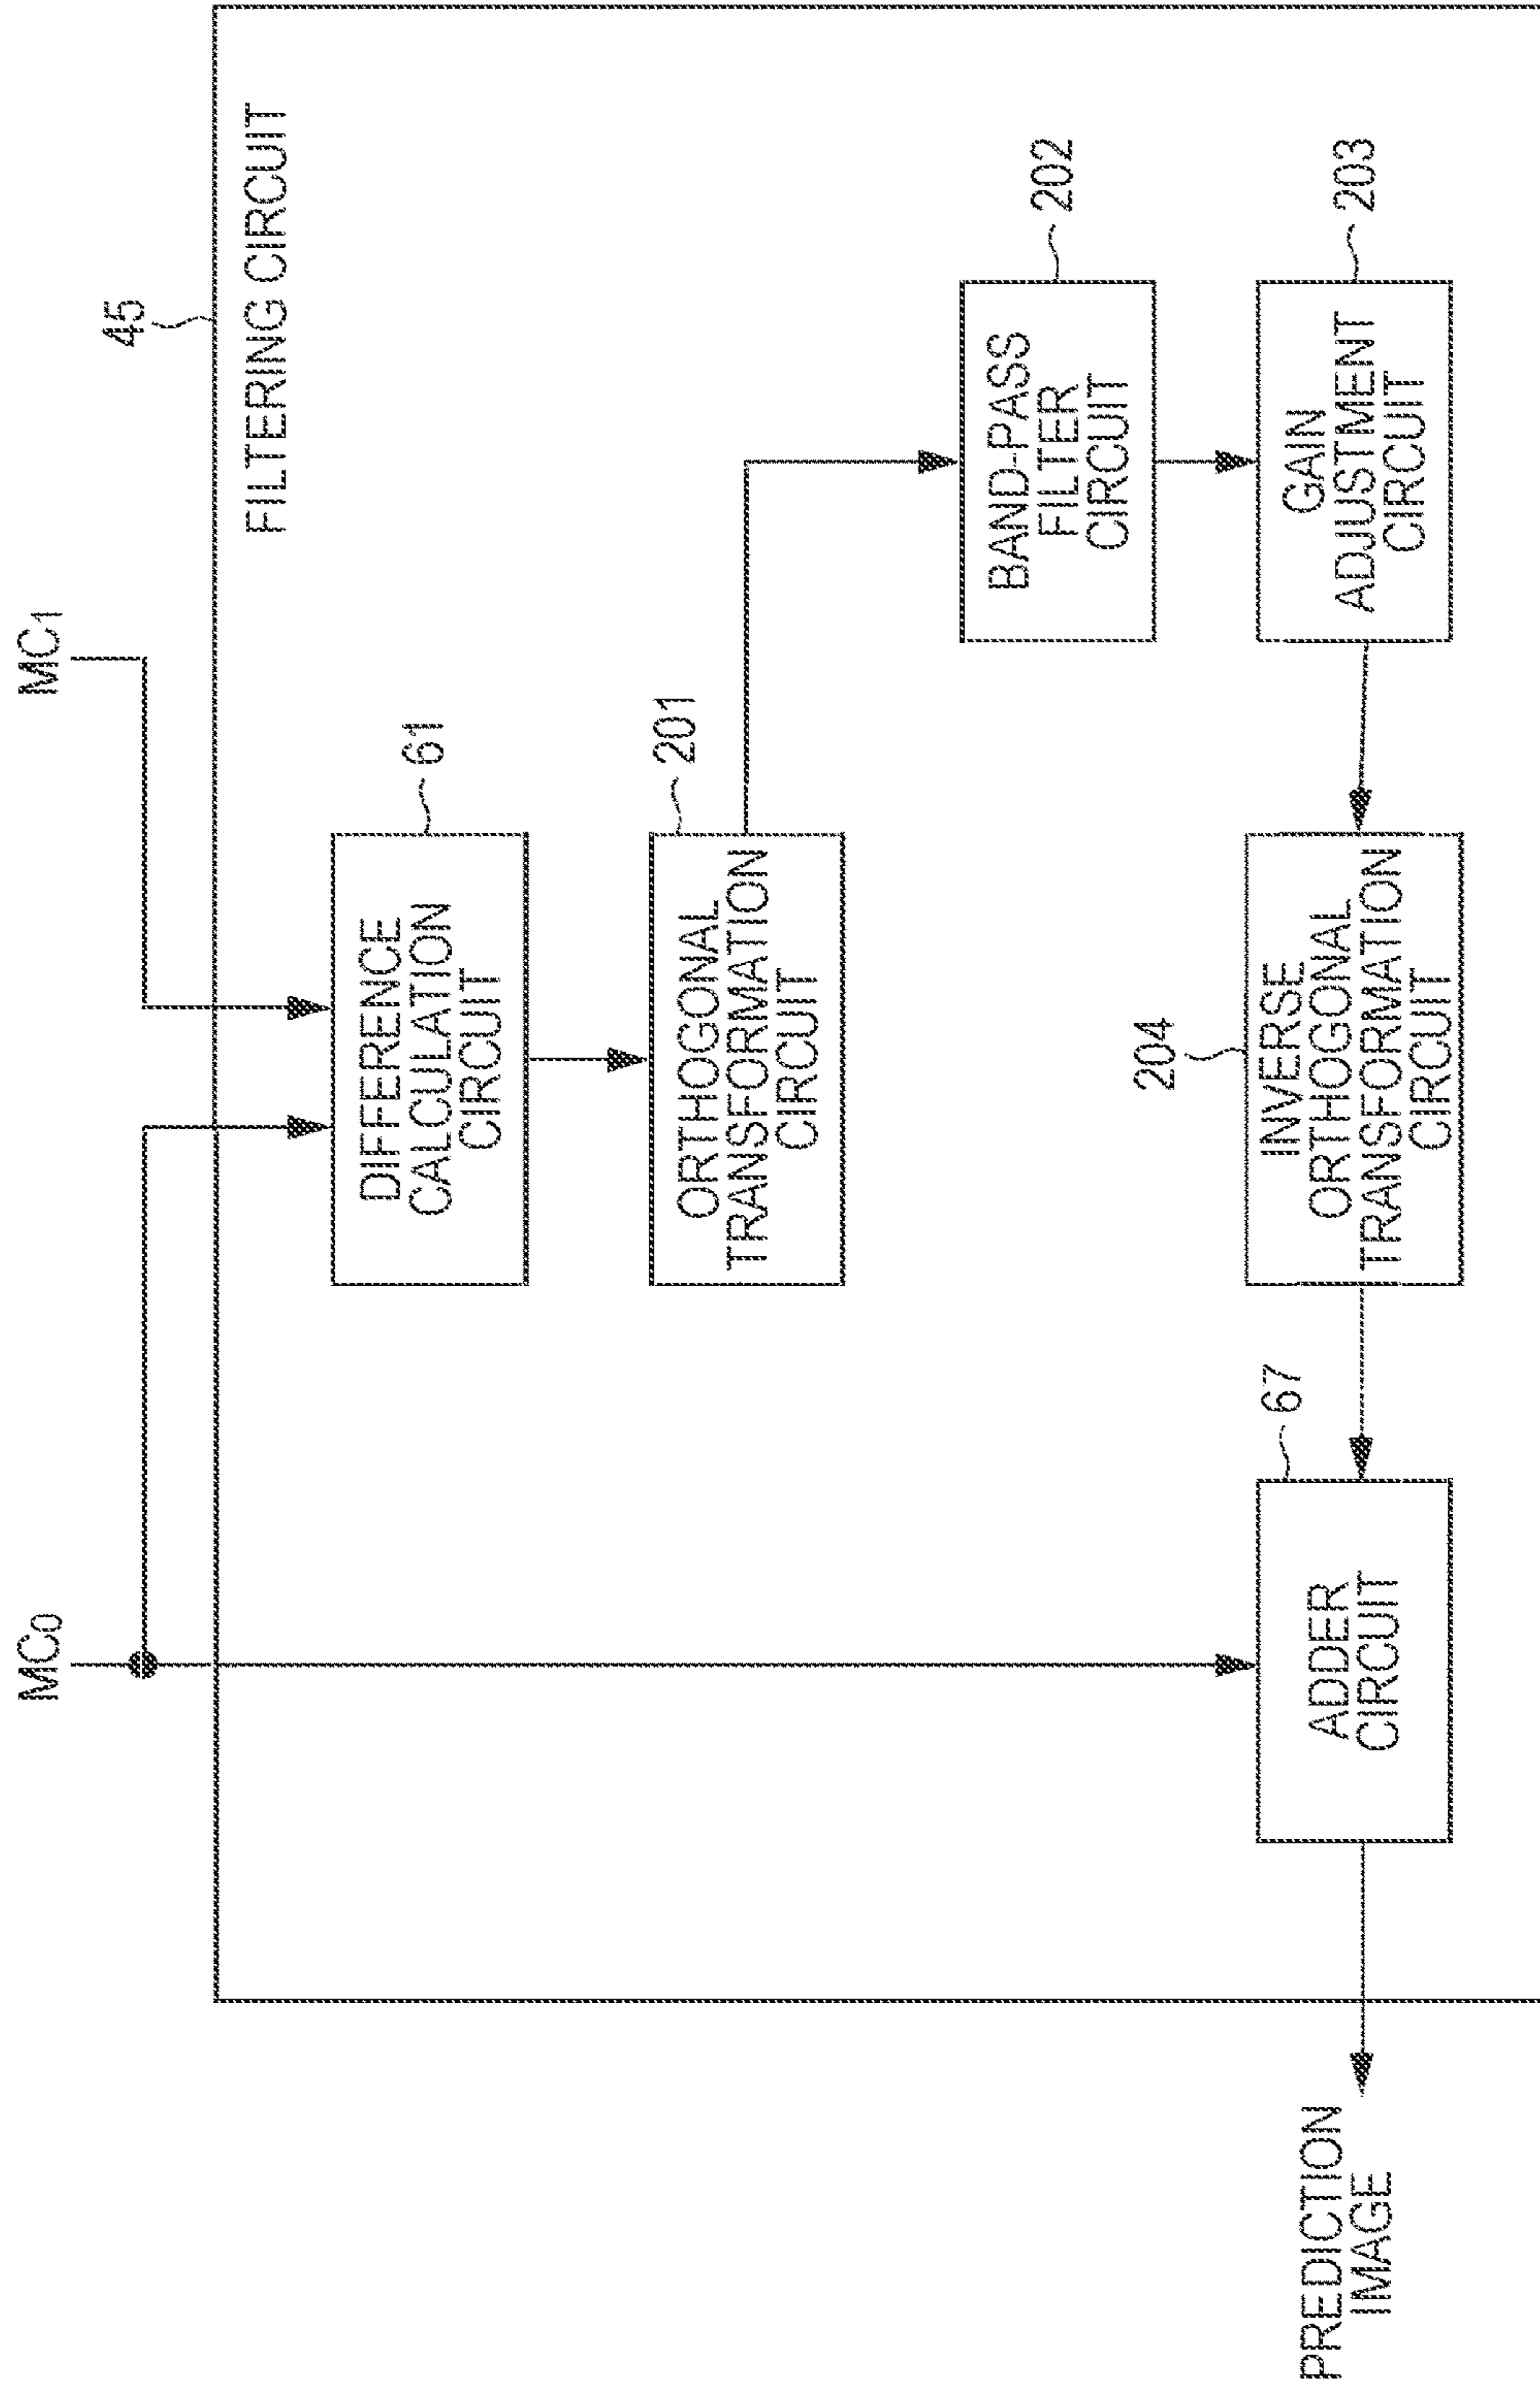 MC0
MC1
45
FILTERING CIRCUIT
DIFFERENCE
CALCULATION
CIRCUIT
61
ORTHOGONAL
TRANSFORMATION
CIRCUIT
201
BAND-PASS
FILTER
CIRCUIT
202
GAIN
ADJUSTMENT
CIRCUIT
203
INVERSE
ORTHOGONAL
TRANSFORMATION
CIRCUIT
204
ADDER
CIRCUIT
67
PREDICTION
IMAGE